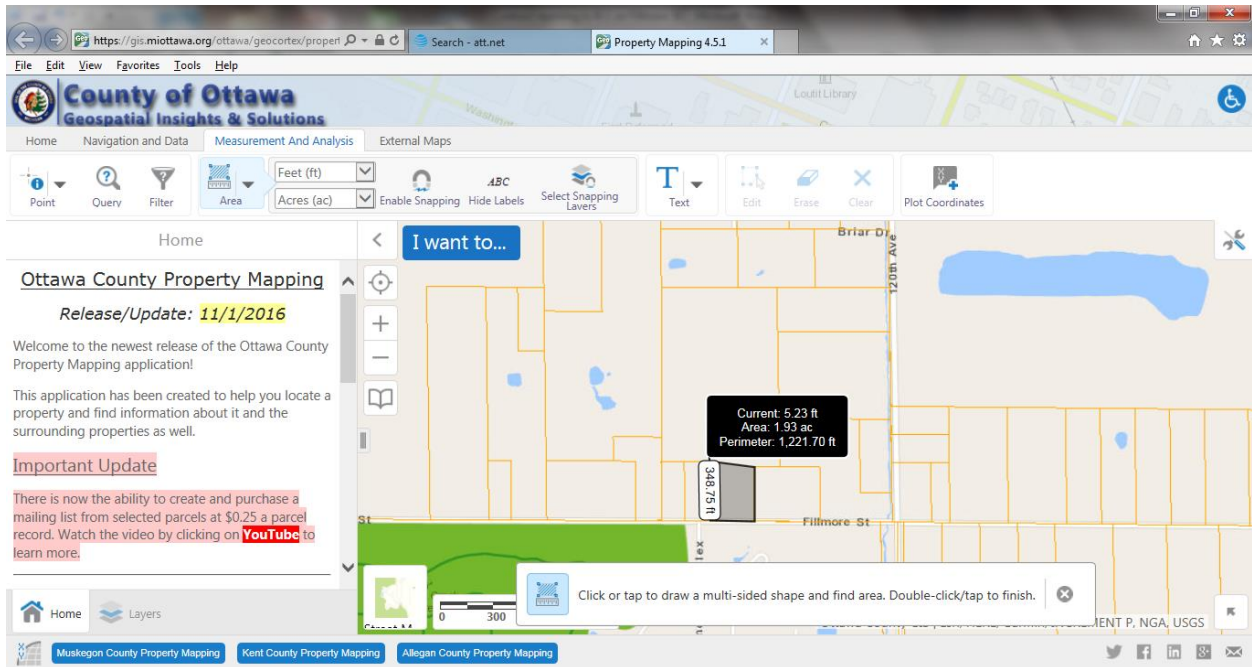 https://gis.miottawa.org/ottawa/geocortex/propert
Search - att.net
Property Mapping 4.5.1
File Edit View Favorites Tools Help
County of Ottawa
Geospatial Insights & Solutions
Loutit Library
Home Navigation and Data Measurement And Analysis External Maps
Feet (ft)
Acres (ac)
Point Query Filter Area Enable Snapping Hide Labels Select Snapping Layers Text Edit Erase Clear Plot Coordinates
ABC
Home
I want to...
Ottawa County Property Mapping
Release/Update: 11/1/2016
Welcome to the newest release of the Ottawa County
Property Mapping application!
This application has been created to help you locate a
property and find information about it and the
surrounding properties as well.
Important Update
There is now the ability to create and purchase a
mailing list from selected parcels at $0.25 a parcel
record. Watch the video by clicking on YouTube to
learn more.
Home Layers
Briar Dr
120th Ave
Current: 5.23 ft
Area: 1.93 ac
Perimeter: 1,221.70 ft
348.75 ft
St
Fillmore St
0 300
Click or tap to draw a multi-sided shape and find area. Double-click/tap to finish.
P, NGA, USGS
Muskegon County Property Mapping Kent County Property Mapping Allegan County Property Mapping